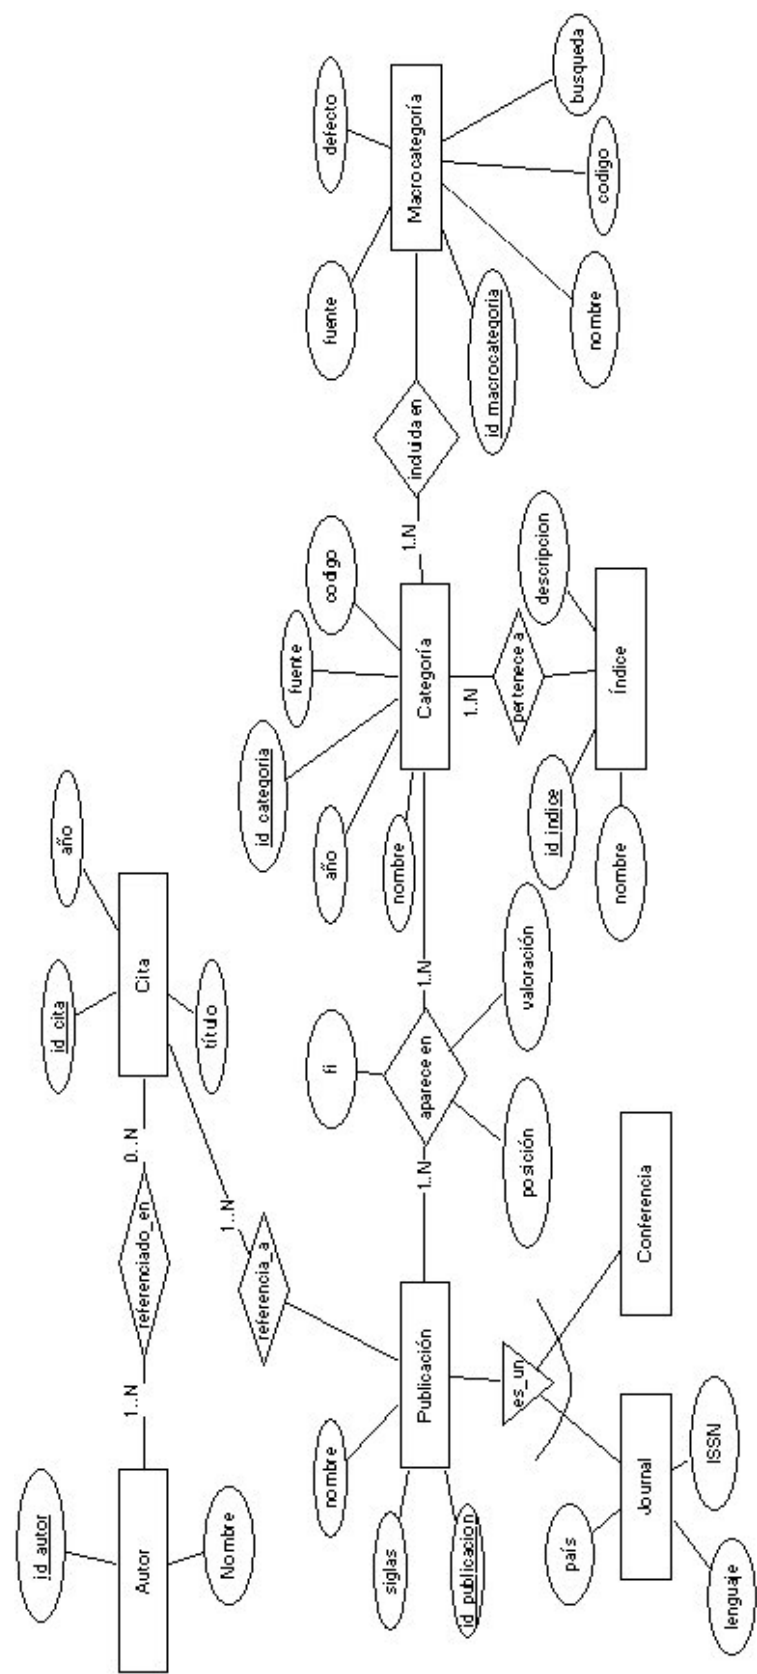 id_autor
Autor
Nombre
1..N
referenciado_en
0..N
id_cita
Cita
título
año
referencia_a
1..N
nombre
siglas
id_publicacion
Publicación
1..N
fi
aparece en
posición
valoración
1..N
año
nombre
id_categoria
fuente
codigo
Categoría
1..N
incluida en
fuente
defecto
Macrocategoría
id_macrocategoria
nombre
codigo
busqueda
1..N
pertenece a
id_indice
nombre
Índice
descripcion
es_un
país
Journal
lenguaje
ISSN
Conferencia